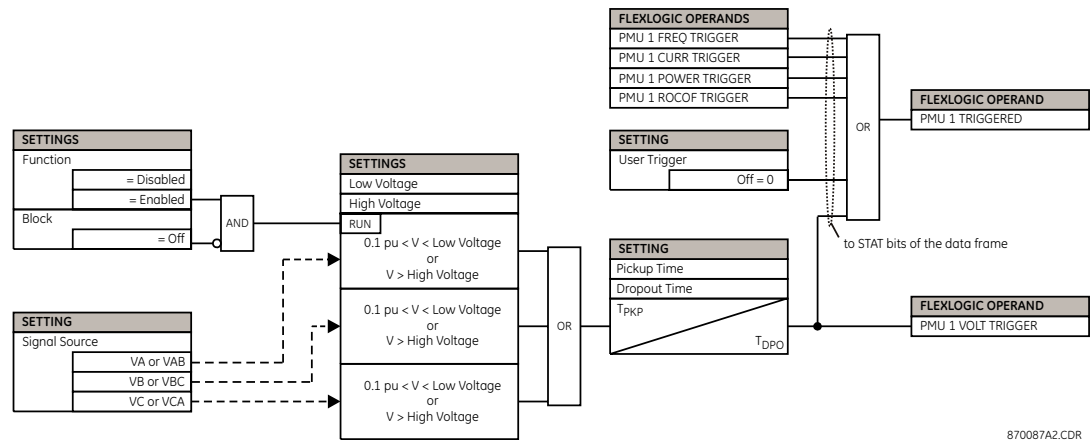 FLEXLOGIC OPERANDS
PMU 1 FREQ TRIGGER
PMU 1 CURR TRIGGER
PMU 1 POWER TRIGGER
PMU 1 ROCOF TRIGGER
OR
FLEXLOGIC OPERAND
PMU 1 TRIGGERED
SETTING
User Trigger
Off = 0
to STAT bits of the data frame
SETTINGS
Function
= Disabled
= Enabled
Block
= Off
AND
SETTINGS
Low Voltage
High Voltage
RUN
0.1 pu < V < Low Voltage
or
V > High Voltage
0.1 pu < V < Low Voltage
or
V > High Voltage
0.1 pu < V < Low Voltage
or
V > High Voltage
OR
SETTING
Signal Source
VA or VAB
VB or VBC
VC or VCA
SETTING
Pickup Time
Dropout Time
TPKP
TDPO
FLEXLOGIC OPERAND
PMU 1 VOLT TRIGGER
870087A2.CDR